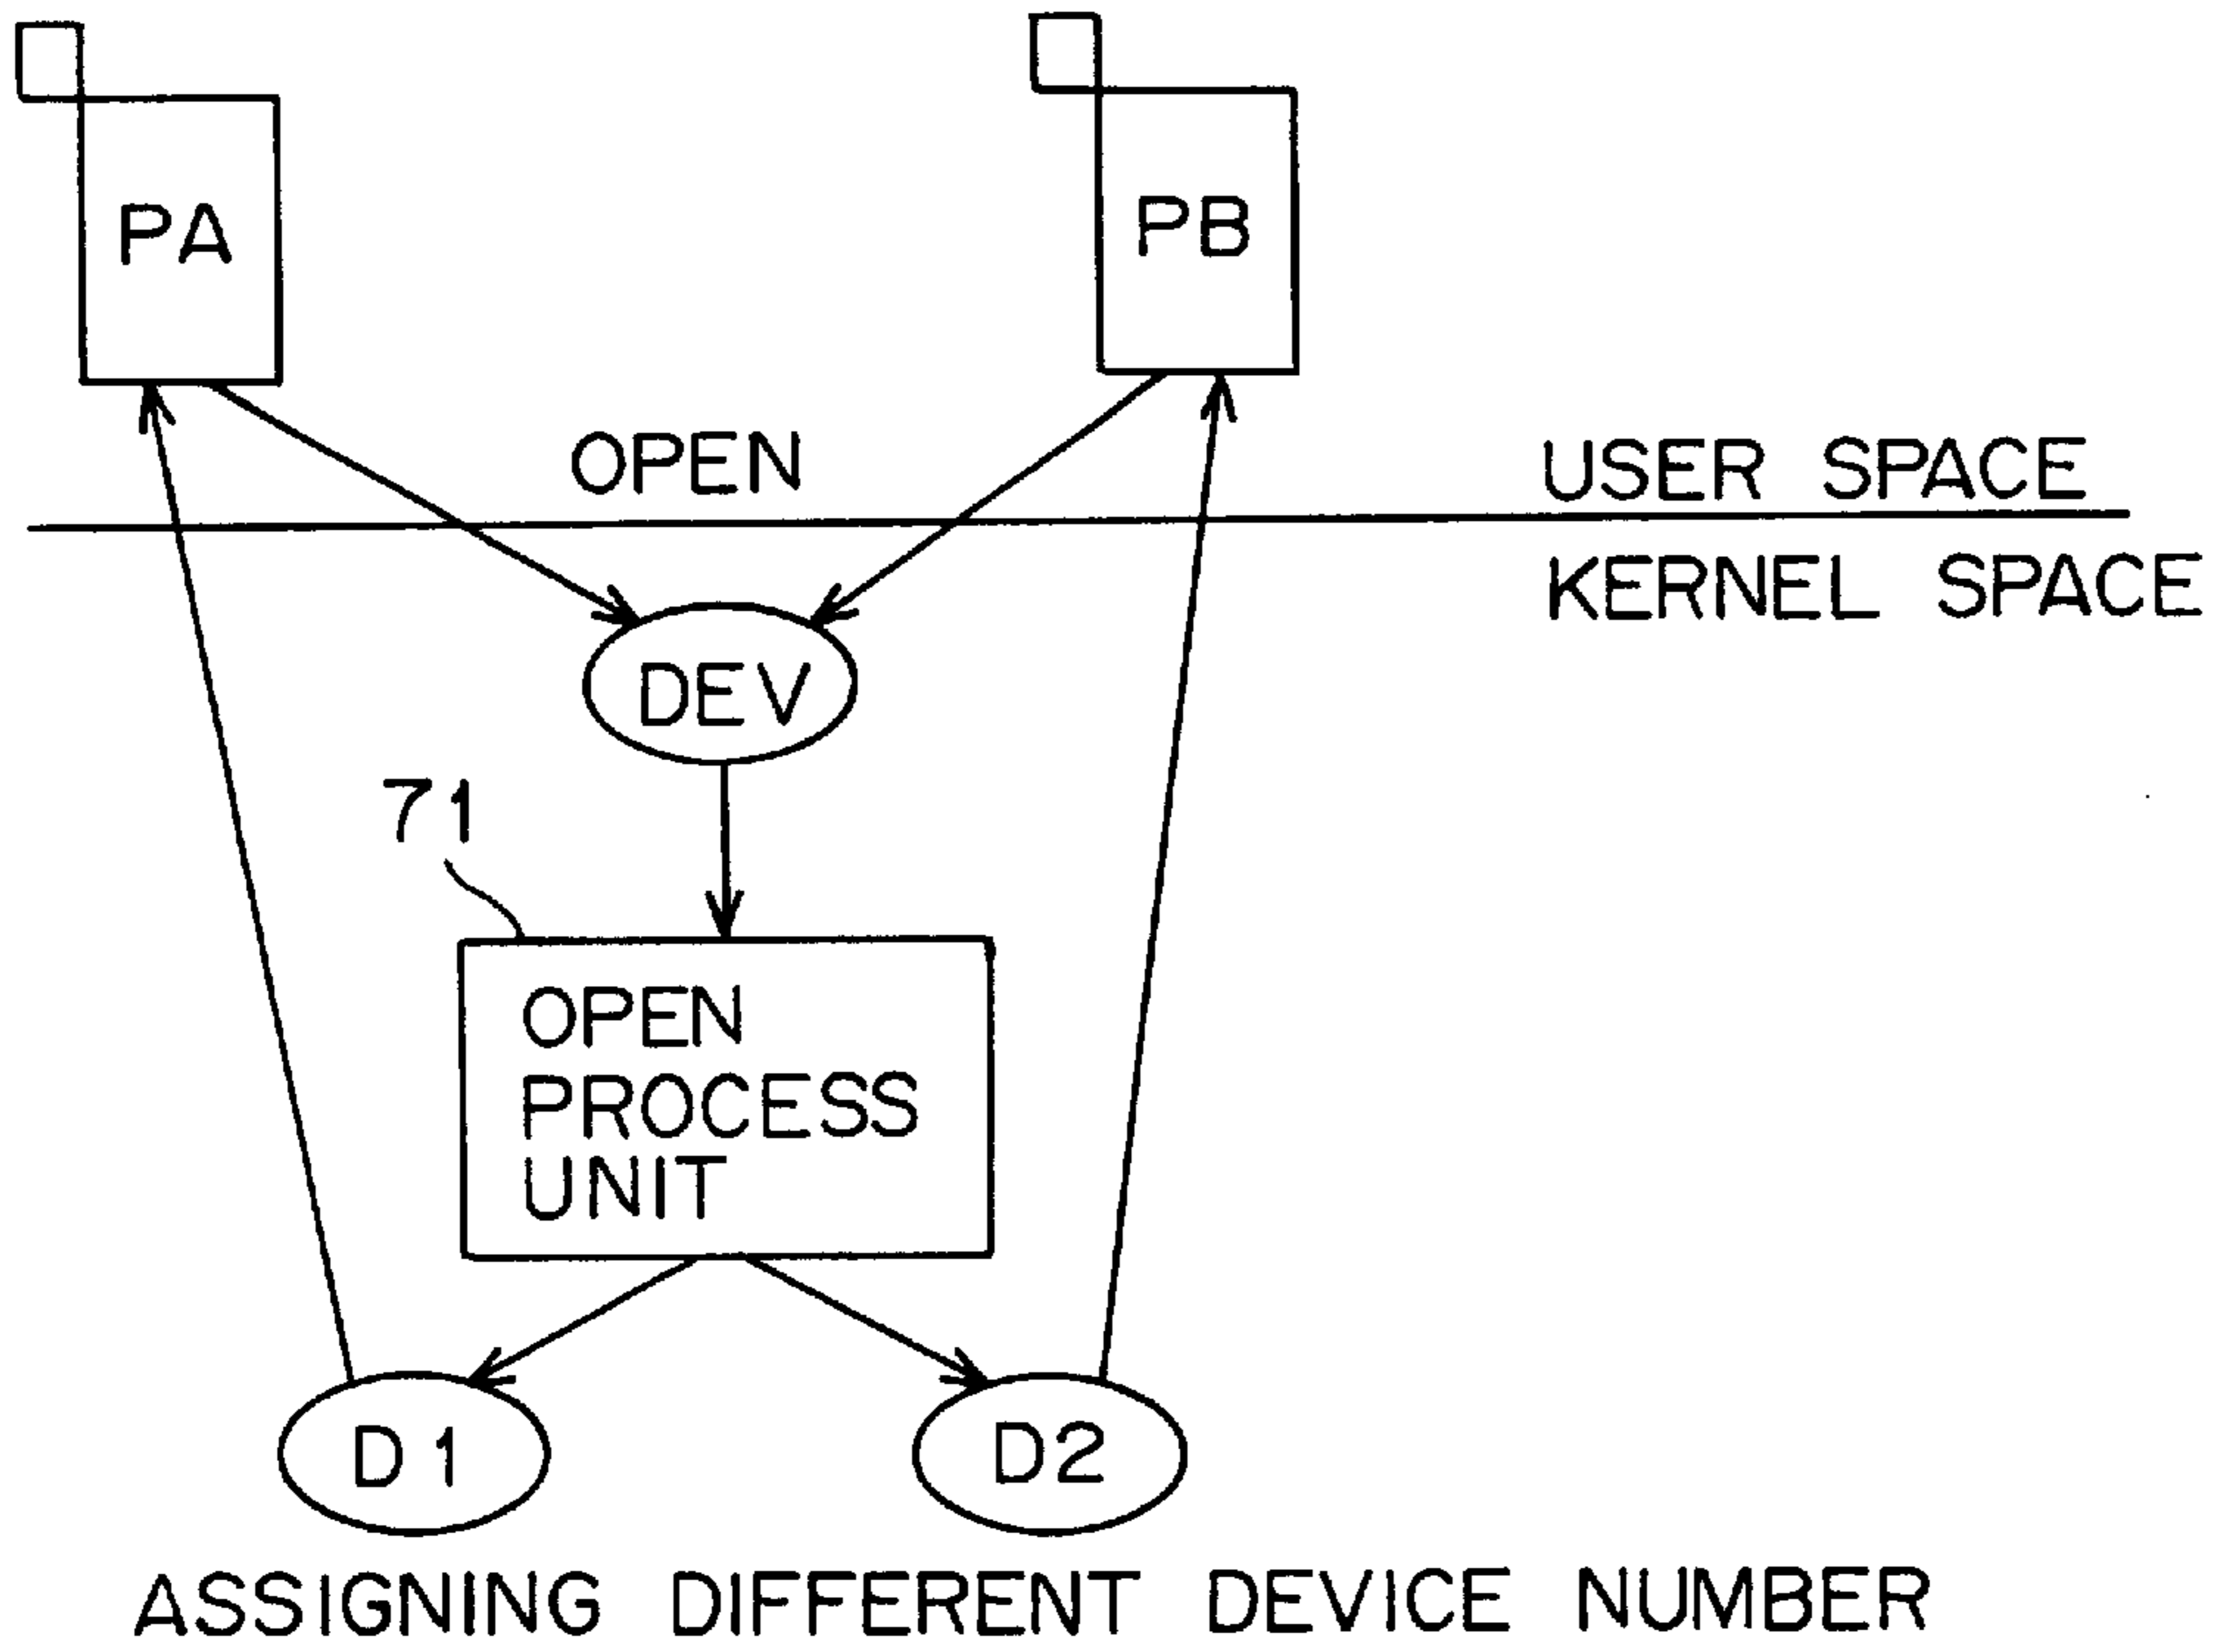 PA
PB
OPEN
USER SPACE
KERNEL SPACE
DEV
71
OPEN
PROCESS
UNIT
D1
D2
ASSIGNING DIFFERENT DEVICE NUMBER